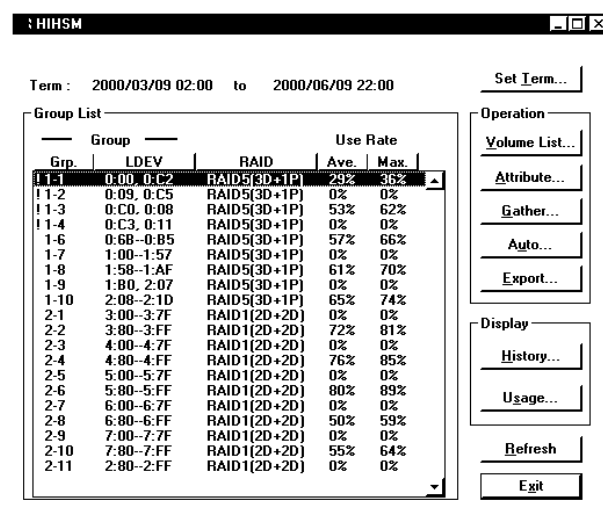 HIHSM
Term : 2000/03/09 02:00 to 2000/06/09 22:00
Set Term...
Group List
Group Use Rate
Grp. LDEV RAID Ave. Max.
! 1-1 0:00, 0:C2 RAID5(3D+1P) 29% 36%
! 1-2 0:09, 0:C5 RAID5(3D+1P) 0% 0%
! 1-3 0:C0, 0:08 RAID5(3D+1P) 53% 62%
! 1-4 0:C3, 0:11 RAID5(3D+1P) 0% 0%
1-6 0:6B--0:B5 RAID5(3D+1P) 57% 66%
1-7 1:00--1:57 RAID5(3D+1P) 0% 0%
1-8 1:58--1:AF RAID5(3D+1P) 61% 70%
1-9 1:B0, 2:07 RAID5(3D+1P) 0% 0%
1-10 2:08--2:1D RAID5(3D+1P) 65% 74%
2-1 3:00--3:7F RAID1(2D+2D) 0% 0%
2-2 3:80--3:FF RAID1(2D+2D) 72% 81%
2-3 4:00--4:7F RAID1(2D+2D) 0% 0%
2-4 4:80--4:FF RAID1(2D+2D) 76% 85%
2-5 5:00--5:7F RAID1(2D+2D) 0% 0%
2-6 5:80--5:FF RAID1(2D+2D) 80% 89%
2-7 6:00--6:7F RAID1(2D+2D) 0% 0%
2-8 6:80--6:FF RAID1(2D+2D) 50% 59%
2-9 7:00--7:7F RAID1(2D+2D) 0% 0%
2-10 7:80--7:FF RAID1(2D+2D) 55% 64%
2-11 2:80--2:FF RAID1(2D+2D) 0% 0%
Operation
Volume List...
Attribute...
Gather...
Auto...
Export...
Display
History...
Usage...
Refresh
Exit